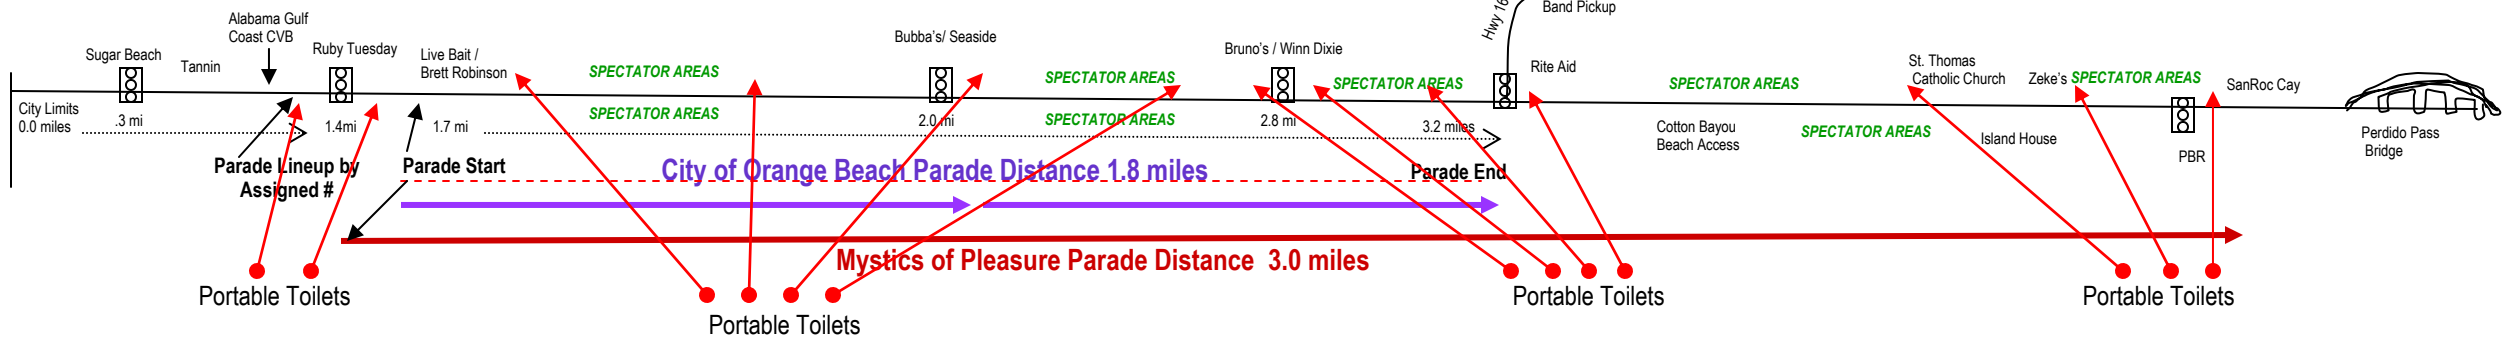 Hwy 16
Band Pickup
Alabama Gulf
Coast CVB
Sugar Beach
Tannin
Ruby Tuesday
Live Bait /
Brett Robinson
SPECTATOR AREAS
Bubba's/ Seaside
SPECTATOR AREAS
Bruno's / Winn Dixie
SPECTATOR AREAS
Rite Aid
SPECTATOR AREAS
St. Thomas
Catholic Church
Zeke's
SPECTATOR AREAS
SanRoc Cay
City Limits
0.0 miles
.3 mi
1.4mi
1.7 mi
SPECTATOR AREAS
2.0 mi
SPECTATOR AREAS
2.8 mi
3.2 miles
Cotton Bayou
Beach Access
SPECTATOR AREAS
Island House
PBR
Perdido Pass
Bridge
Parade Lineup by
Assigned #
Parade Start
City of Orange Beach Parade Distance 1.8 miles
Parade End
Mystics of Pleasure Parade Distance 3.0 miles
Portable Toilets
Portable Toilets
Portable Toilets
Portable Toilets